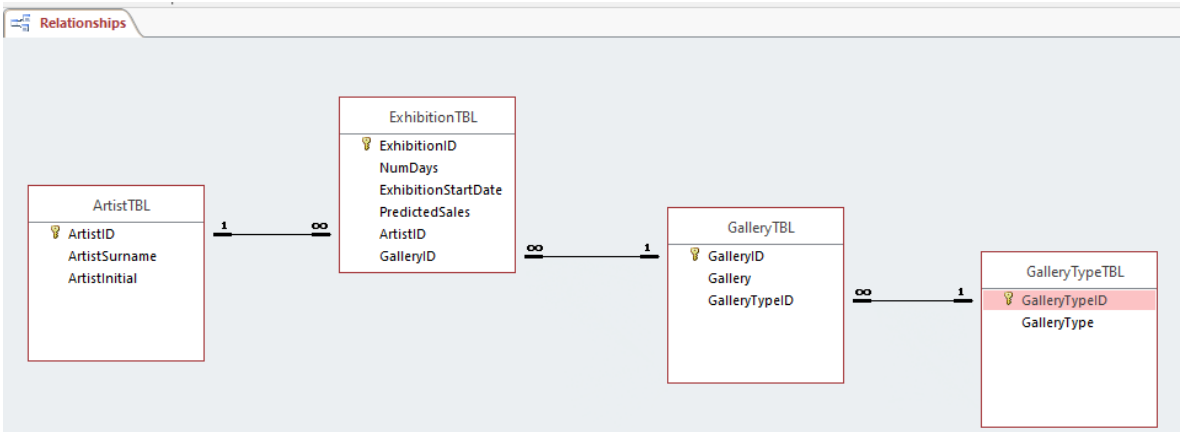 Relationships
ArtistTBL
ArtistID
ArtistSurname
ArtistInitial
1 ∞
ExhibitionTBL
ExhibitionID
NumDays
ExhibitionStartDate
PredictedSales
ArtistID
GalleryID
∞ 1
GalleryTBL
GalleryID
Gallery
GalleryTypeID
∞ 1
GalleryTypeTBL
GalleryTypeID
GalleryType